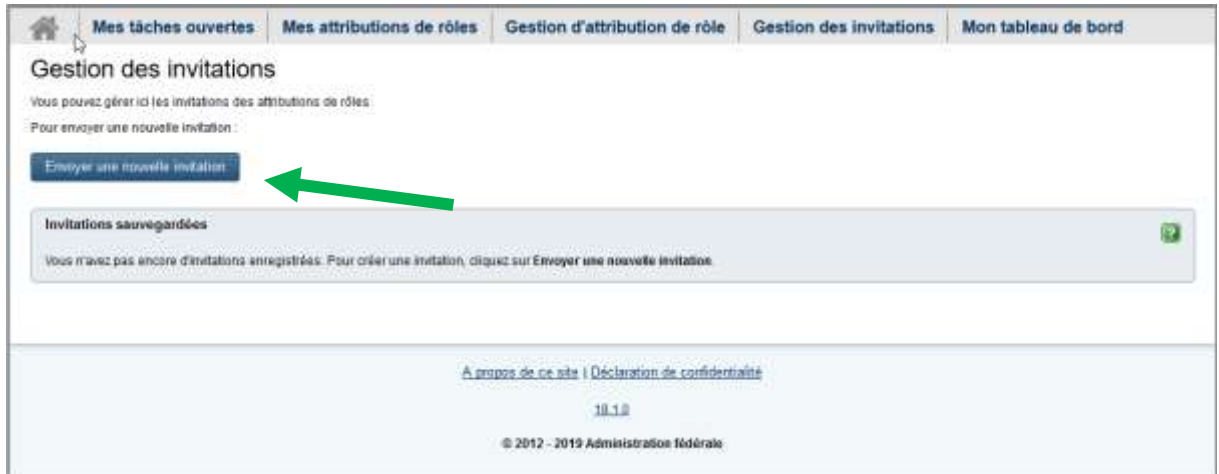 Mes tâches ouvertes Mes attributions de rôles Gestion d'attribution de rôle Gestion des invitations Mon tableau de bord
Gestion des invitations
Vous pouvez gérer ici les invitations des attributions de rôles
Pour envoyer une nouvelle invitation :
Envoyer une nouvelle invitation
Invitations sauvegardées
Vous n'avez pas encore d'invitations enregistrées. Pour créer une invitation, cliquez sur Envoyer une nouvelle invitation.
A propos de ce site | Déclaration de confidentialité
18.1.0
© 2012 - 2019 Administration fédérale